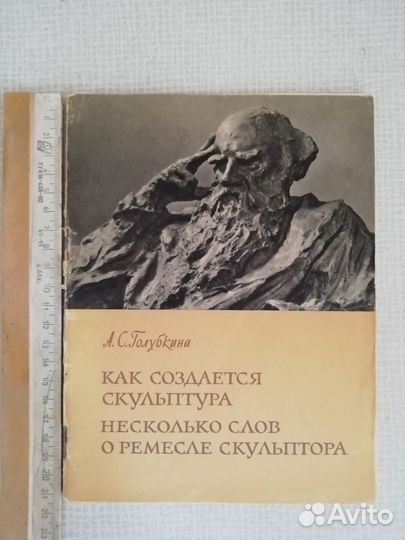 А.С.Голубкина
КАК СОЗДАЕТСЯ
СКУЛЬПТУРА
НЕСКОЛЬКО СЛОВ
О РЕМЕСЛЕ СКУЛЬПТОРА
Avito